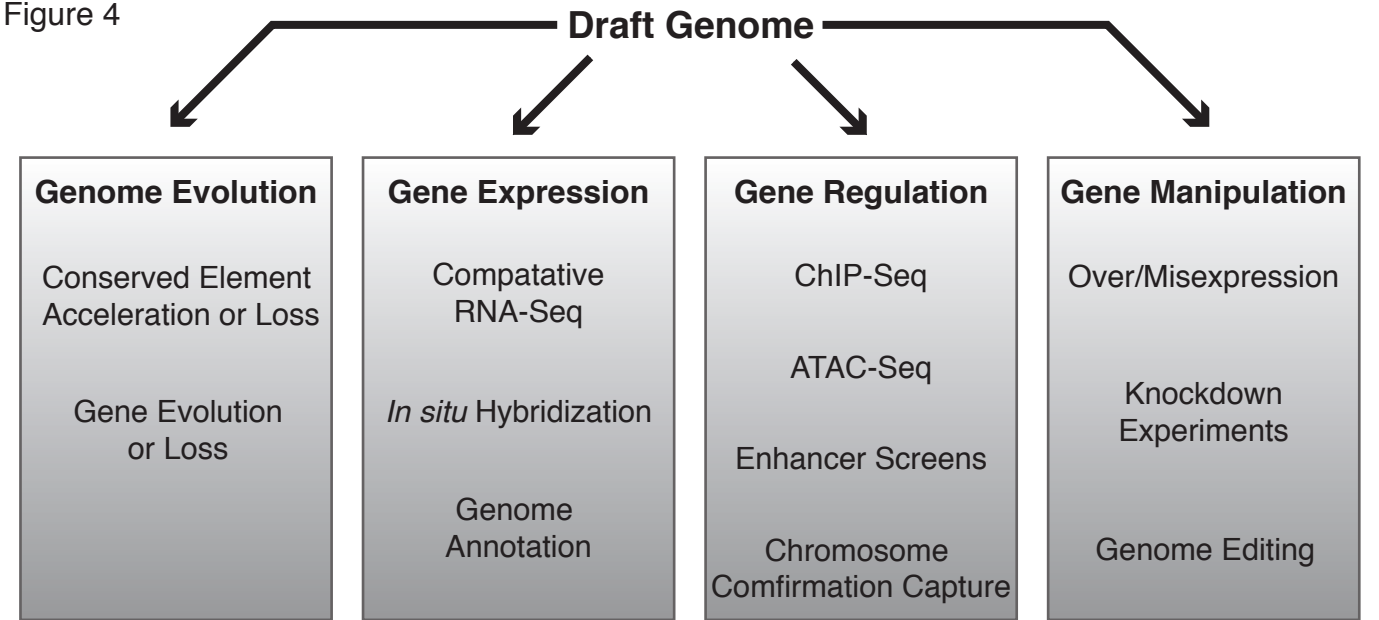 Figure 4
Draft Genome
Genome Evolution
Conserved Element
Acceleration or Loss
Gene Evolution
or Loss
Gene Expression
Compatative
RNA-Seq
In situ Hybridization
Genome
Annotation
Gene Regulation
ChIP-Seq
ATAC-Seq
Enhancer Screens
Chromosome
Comfirmation Capture
Gene Manipulation
Over/Misexpression
Knockdown
Experiments
Genome Editing